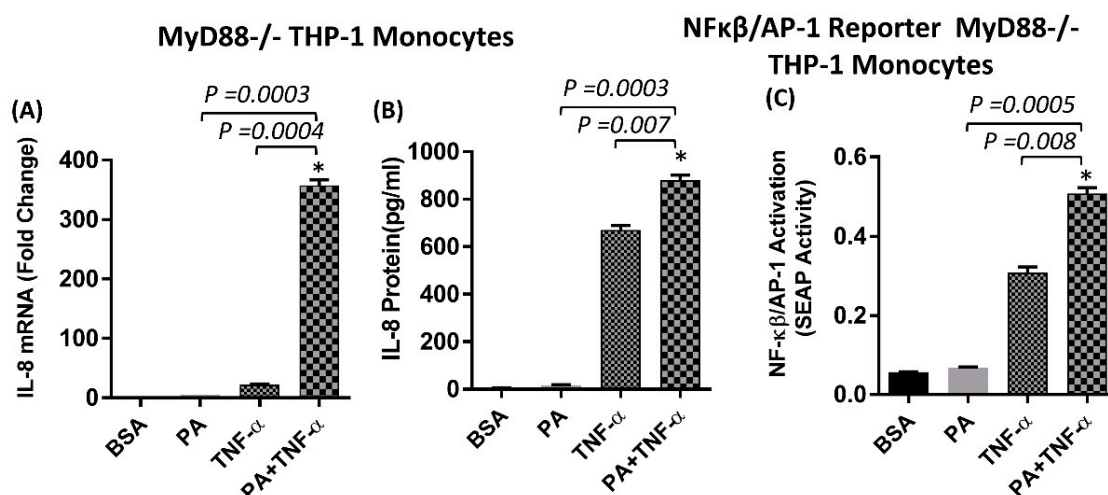 MyD88-/- THP-1 Monocytes
NFκβ/AP-1 Reporter MyD88-/-
THP-1 Monocytes
(A)
P =0.0003
P =0.0004
*
IL-8 mRNA (Fold Change)
400
300
200
100
0
BSA
PA
TNF-α
PA+TNF-α
(B)
P =0.0003
P =0.007
*
IL-8 Protein(pg/ml)
1000
800
600
400
200
0
BSA
PA
TNF-α
PA+TNF-α
(C)
P =0.0005
P =0.008
*
NF-κβ/AP-1 Activation
(SEAP Activity)
0.6
0.4
0.2
0.0
BSA
PA
TNF-α
PA+TNF-α